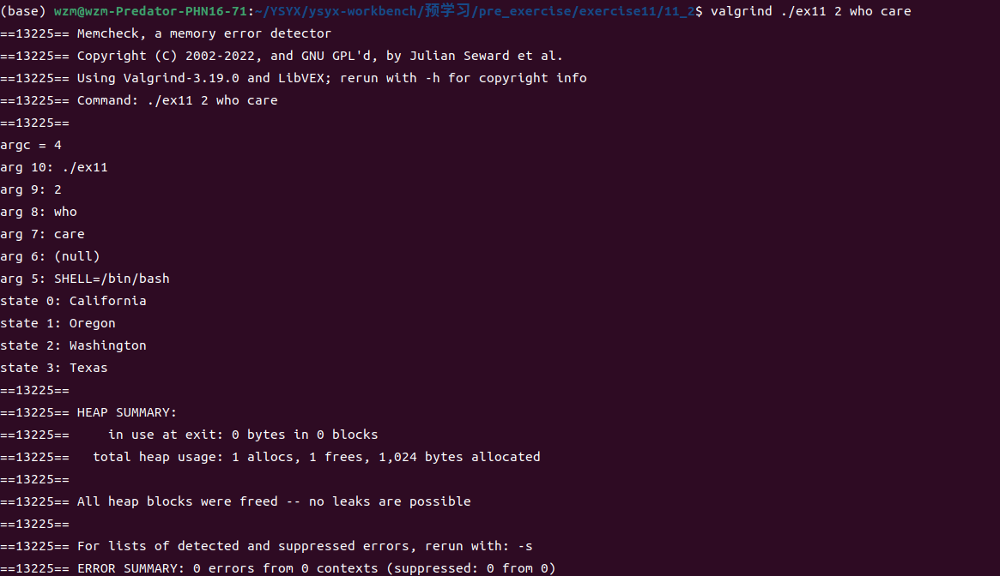 (base) wzm@wzm-Predator-PHN16-71:~/YSYX/ysyx-workbench/预学习/pre_exercise/exercise11/11_2$ valgrind ./ex11 2 who care
==13225== Memcheck, a memory error detector
==13225== Copyright (C) 2002-2022, and GNU GPL'd, by Julian Seward et al.
==13225== Using Valgrind-3.19.0 and LibVEX; rerun with -h for copyright info
==13225== Command: ./ex11 2 who care
==13225==
argc = 4
arg 10: ./ex11
arg 9: 2
arg 8: who
arg 7: care
arg 6: (null)
arg 5: SHELL=/bin/bash
state 0: California
state 1: Oregon
state 2: Washington
state 3: Texas
==13225==
==13225== HEAP SUMMARY:
==13225==     in use at exit: 0 bytes in 0 blocks
==13225==   total heap usage: 1 allocs, 1 frees, 1,024 bytes allocated
==13225==
==13225== All heap blocks were freed -- no leaks are possible
==13225==
==13225== For lists of detected and suppressed errors, rerun with: -s
==13225== ERROR SUMMARY: 0 errors from 0 contexts (suppressed: 0 from 0)